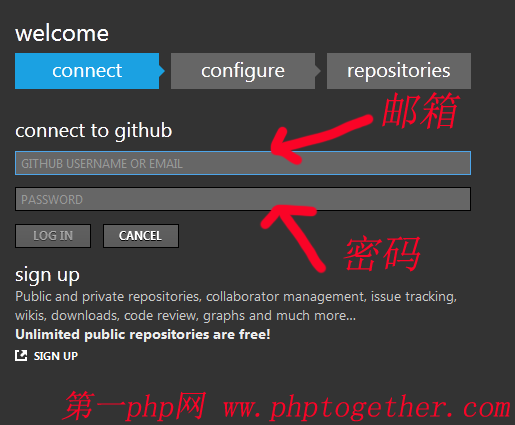 welcome
connect configure repositories
邮箱
connect to github
GITHUB USERNAME OR EMAIL
PASSWORD
LOG IN CANCEL
密码
sign up
Public and private repositories, collaborator management, issue tracking,
wikis, downloads, code review, graphs and much more...
Unlimited public repositories are free!
SIGN UP
第一php网 ww.phptogether.com